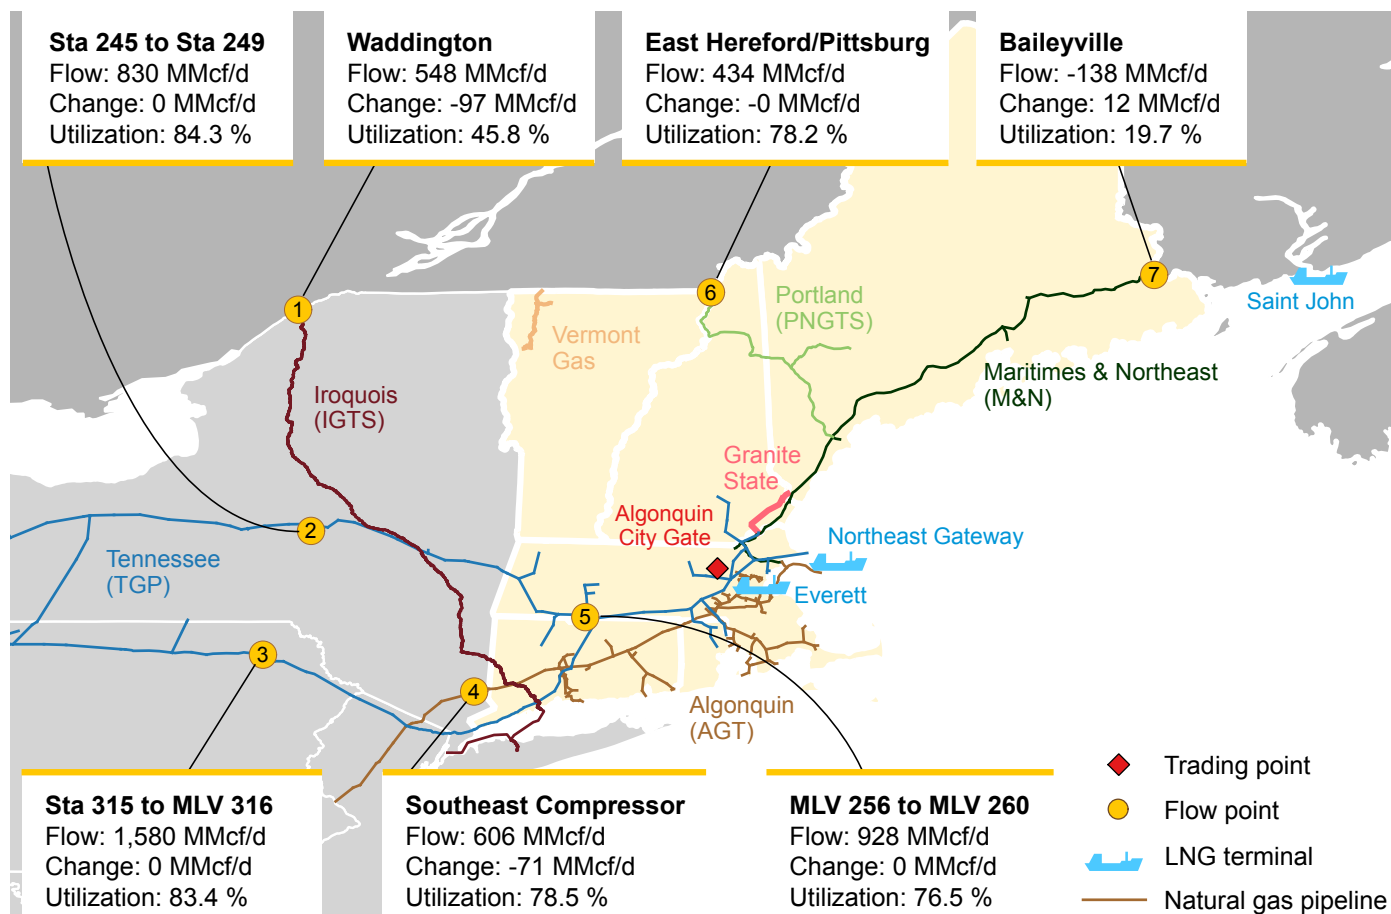 Sta 245 to Sta 249
Flow: 830 MMcf/d
Change: 0 MMcf/d
Utilization: 84.3 %
Waddington
Flow: 548 MMcf/d
Change: -97 MMcf/d
Utilization: 45.8 %
East Hereford/Pittsburg
Flow: 434 MMcf/d
Change: -0 MMcf/d
Utilization: 78.2 %
Baileyville
Flow: -138 MMcf/d
Change: 12 MMcf/d
Utilization: 19.7 %
1
6
7
Portland
(PNGTS)
Saint John
Vermont
Gas
Maritimes & Northeast
(M&N)
Iroquois
(IGTS)
Granite
State
Algonquin
City Gate
2
Northeast Gateway
Tennessee
(TGP)
Everett
5
3
4
Algonquin
(AGT)
Sta 315 to MLV 316
Flow: 1,580 MMcf/d
Change: 0 MMcf/d
Utilization: 83.4 %
Southeast Compressor
Flow: 606 MMcf/d
Change: -71 MMcf/d
Utilization: 78.5 %
MLV 256 to MLV 260
Flow: 928 MMcf/d
Change: 0 MMcf/d
Utilization: 76.5 %
Trading point
Flow point
LNG terminal
Natural gas pipeline